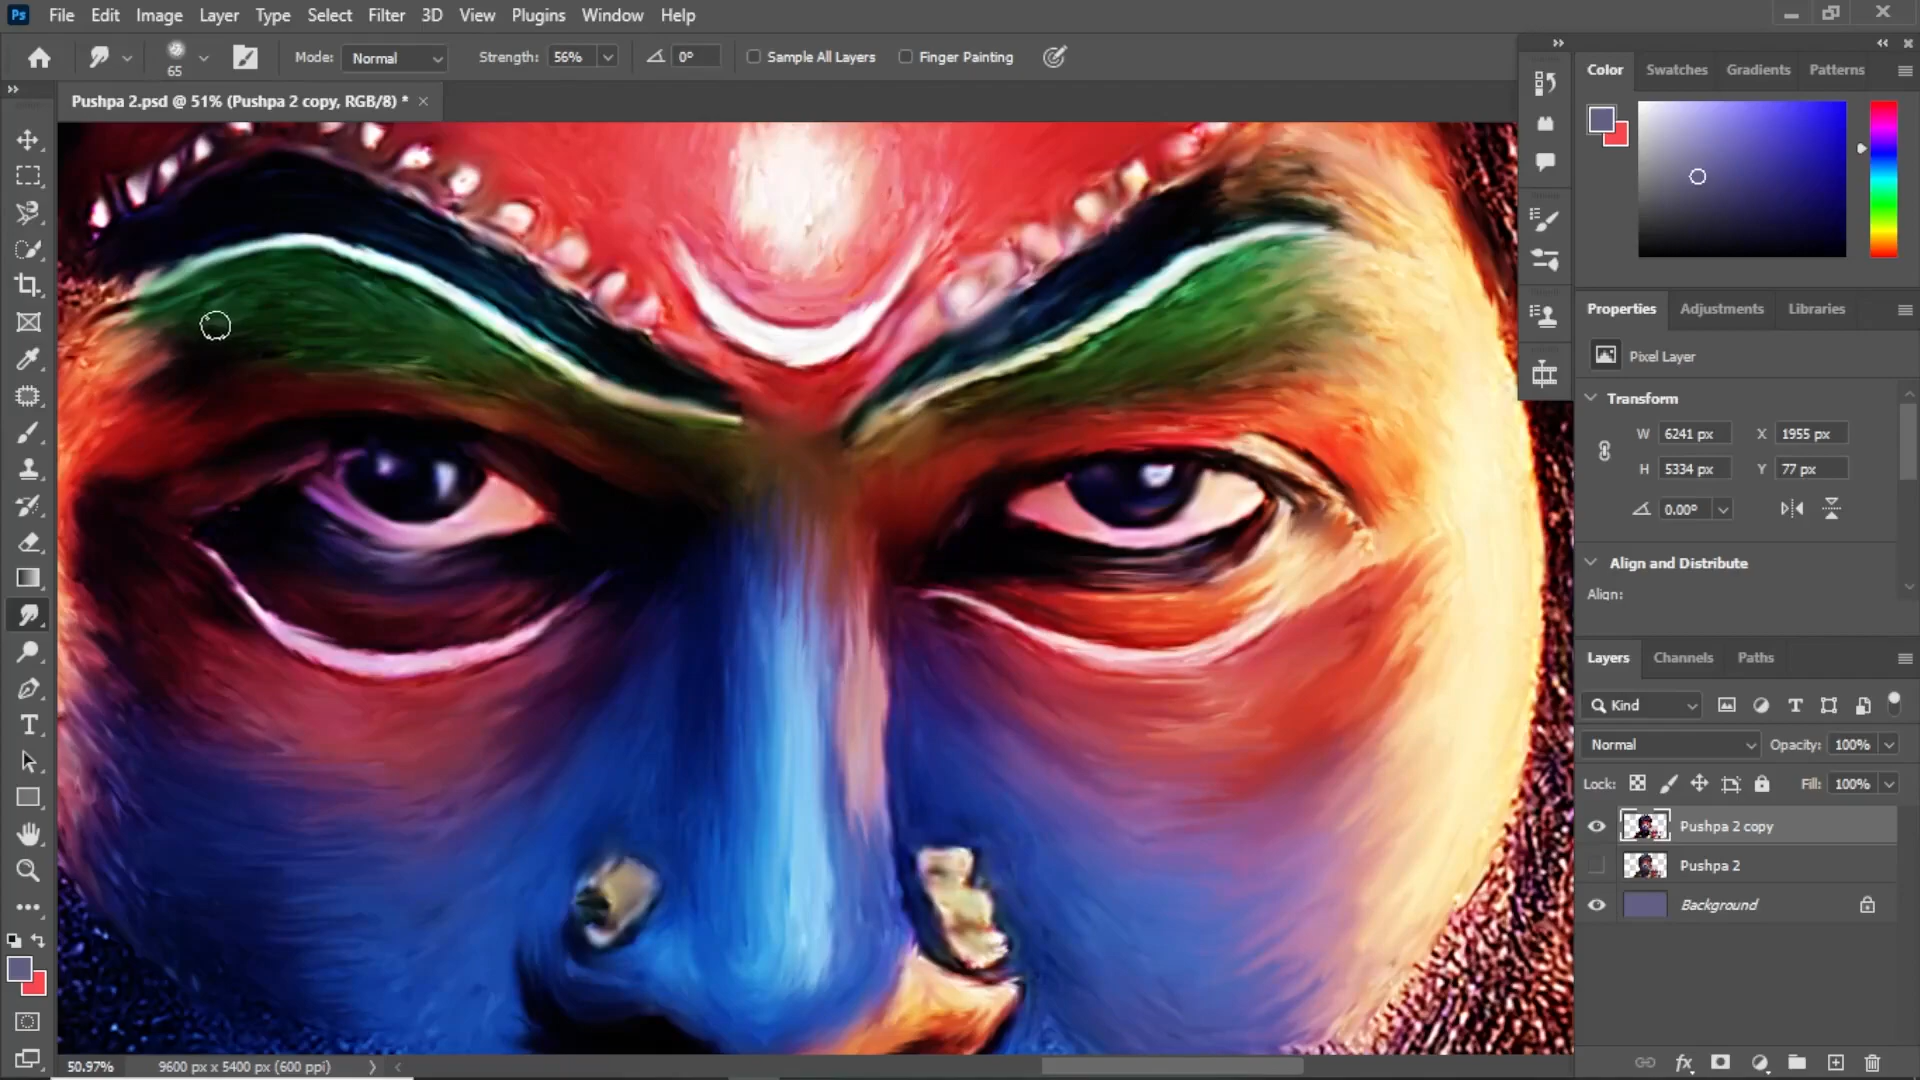 Ps File Edit Image Layer Type Select Filter 3D View Plugins Window Help
65 Mode: Normal Strength: 56% 0° Sample All Layers Finger Painting
Pushpa 2.psd @ 51% (Pushpa 2 copy, RGB/8) *
Color Swatches Gradients Patterns
Properties Adjustments Libraries
Pixel Layer
Transform
W 6241 px X 1955 px
H 5334 px Y 77 px
0.00°
Align and Distribute
Align:
Layers Channels Paths
Kind
Normal Opacity: 100%
Lock: Fill: 100%
Pushpa 2 copy
Pushpa 2
Background
50.97% 9600 px x 5400 px (600 ppi)